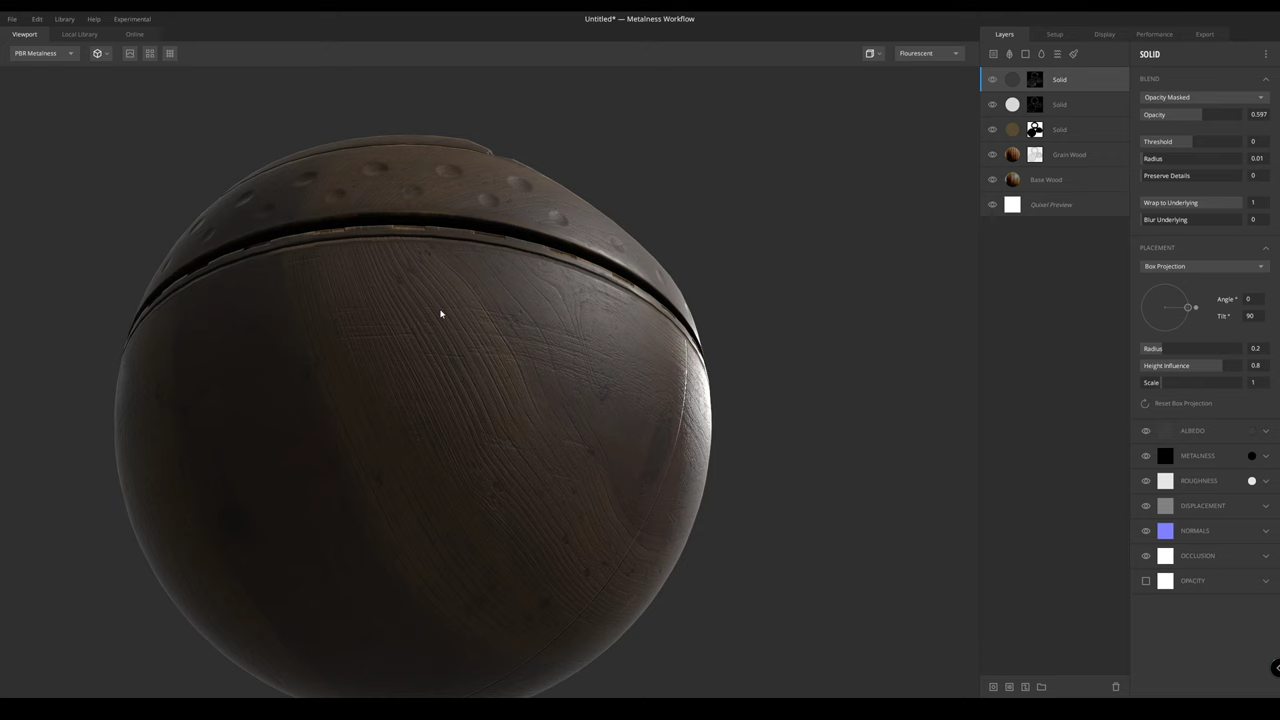 Untitled* — Metalness Workflow
File Edit Library Help Experimental
Viewport Local Library Online
Layers Setup Display Performance Export
PBR Metalness
Flourescent
Solid
Solid
Solid
Grain Wood
Base Wood
Quixel Preview
SOLID
BLEND
Opacity Masked
Opacity 0.597
Threshold 0
Radius 0.01
Preserve Details 0
Wrap to Underlying 1
Blur Underlying 0
PLACEMENT
Box Projection
Angle ° 0
Tilt ° 90
Radius 0.2
Height Influence 0.8
Scale 1
Reset Box Projection
ALBEDO
METALNESS
ROUGHNESS
DISPLACEMENT
NORMALS
OCCLUSION
OPACITY